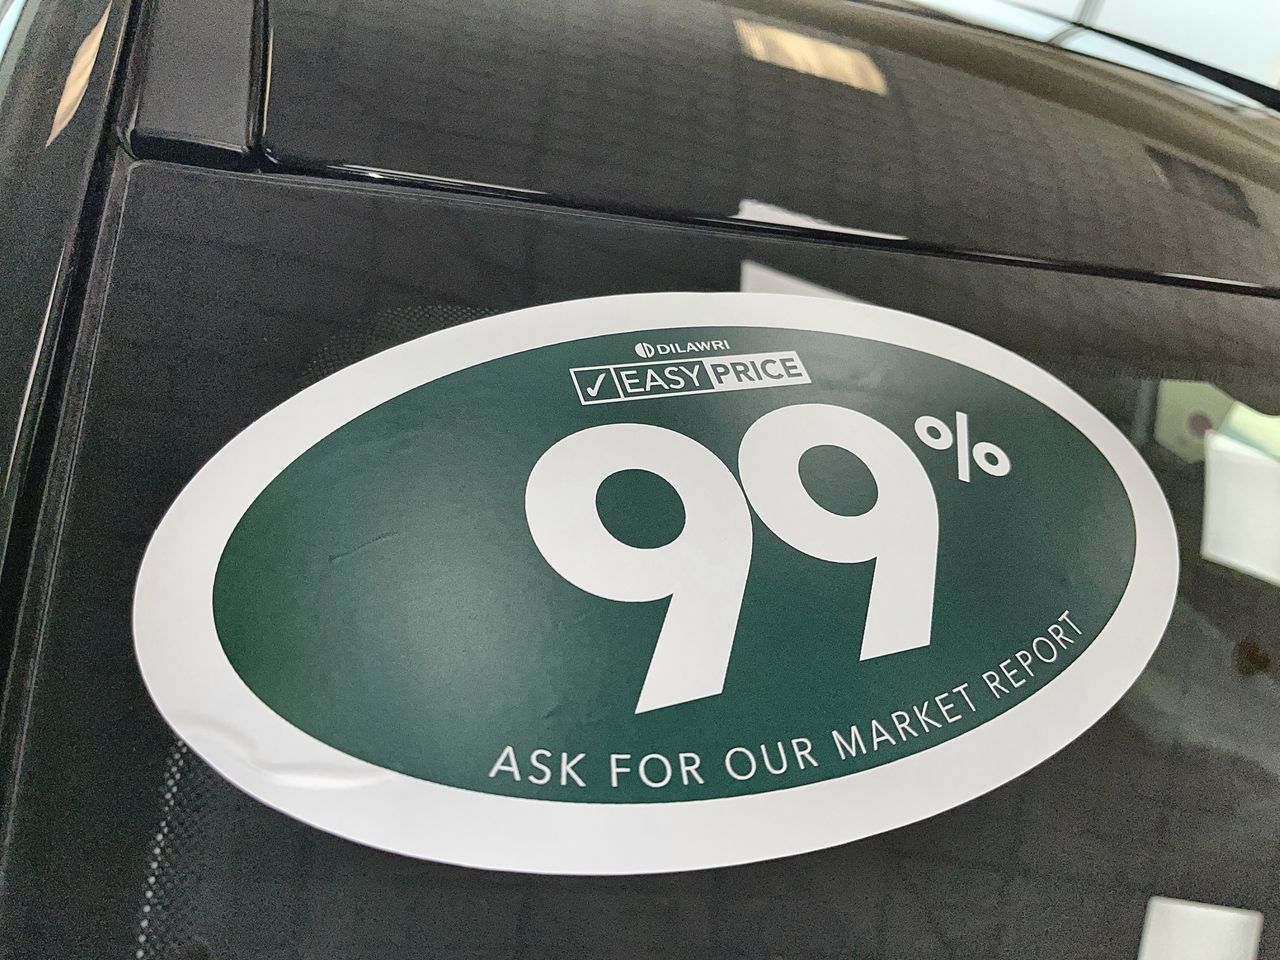 DILAWRI
EASY PRICE
99%
ASK FOR OUR MARKET REPORT